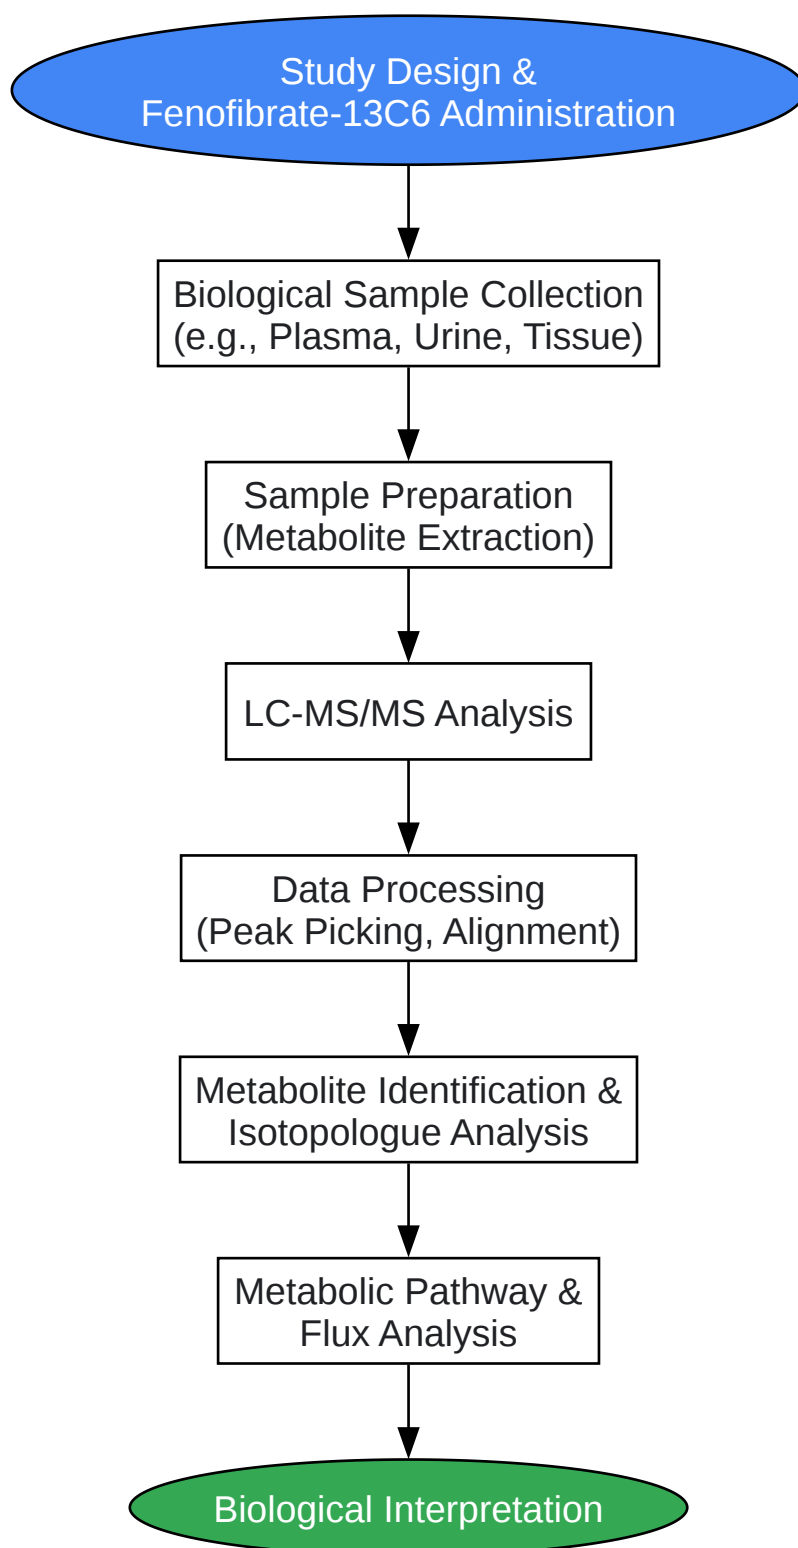 Study Design &
Fenofibrate-13C6 Administration
Biological Sample Collection
(e.g., Plasma, Urine, Tissue)
Sample Preparation
(Metabolite Extraction)
LC-MS/MS Analysis
Data Processing
(Peak Picking, Alignment)
Metabolite Identification &
Isotopologue Analysis
Metabolic Pathway &
Flux Analysis
Biological Interpretation